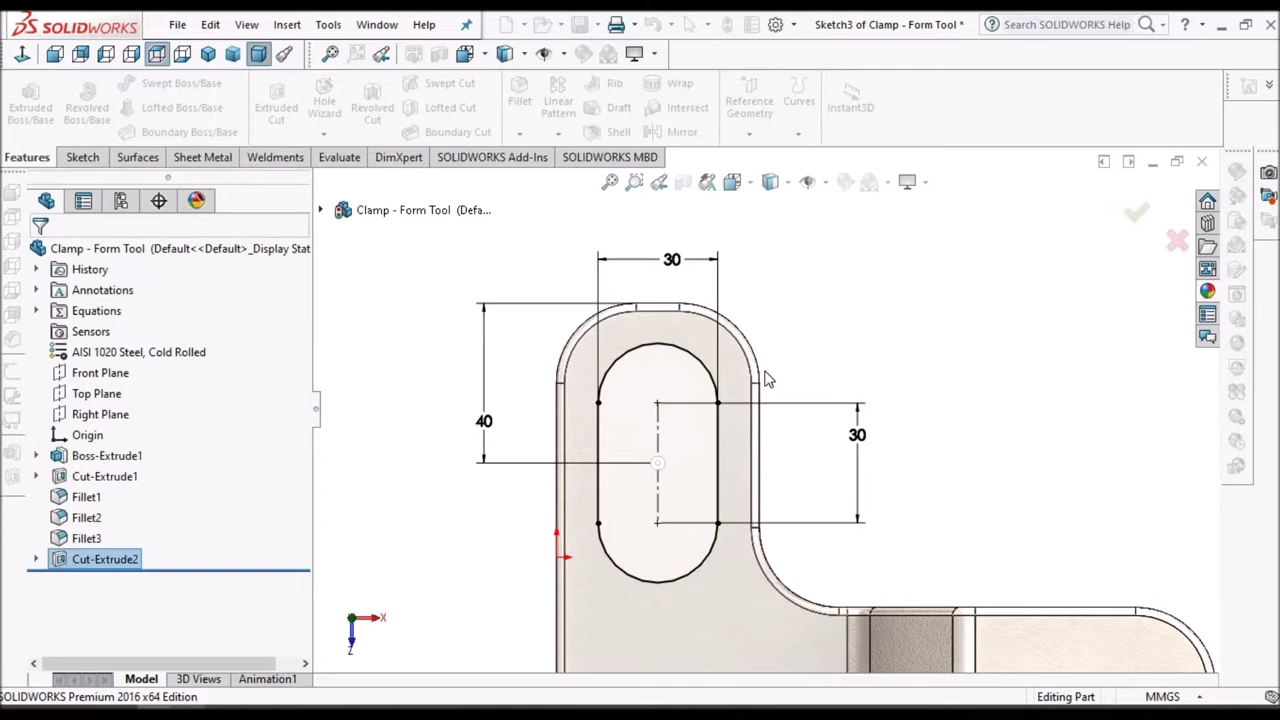 SOLIDWORKS File Edit View Insert Tools Window Help Sketch3 of Clamp - Form Tool * Search SOLIDWORKS Help ?
Extruded Boss/Base
Revolved Boss/Base
Swept Boss/Base
Lofted Boss/Base
Boundary Boss/Base
Extruded Cut
Hole Wizard
Revolved Cut
Swept Cut
Lofted Cut
Boundary Cut
Fillet
Linear Pattern
Rib
Draft
Shell
Wrap
Intersect
Mirror
Reference Geometry
Curves
Instant3D
Features Sketch Surfaces Sheet Metal Weldments Evaluate DimXpert SOLIDWORKS Add-Ins SOLIDWORKS MBD
Clamp - Form Tool (Defa...
Clamp - Form Tool (Default<<Default>_Display Stat
History
Annotations
Equations
Sensors
AISI 1020 Steel, Cold Rolled
Front Plane
Top Plane
Right Plane
Origin
Boss-Extrude1
Cut-Extrude1
Fillet1
Fillet2
Fillet3
Cut-Extrude2
30
40
30
X
Z
Model 3D Views Animation1
SOLIDWORKS Premium 2016 x64 Edition Editing Part MMGS